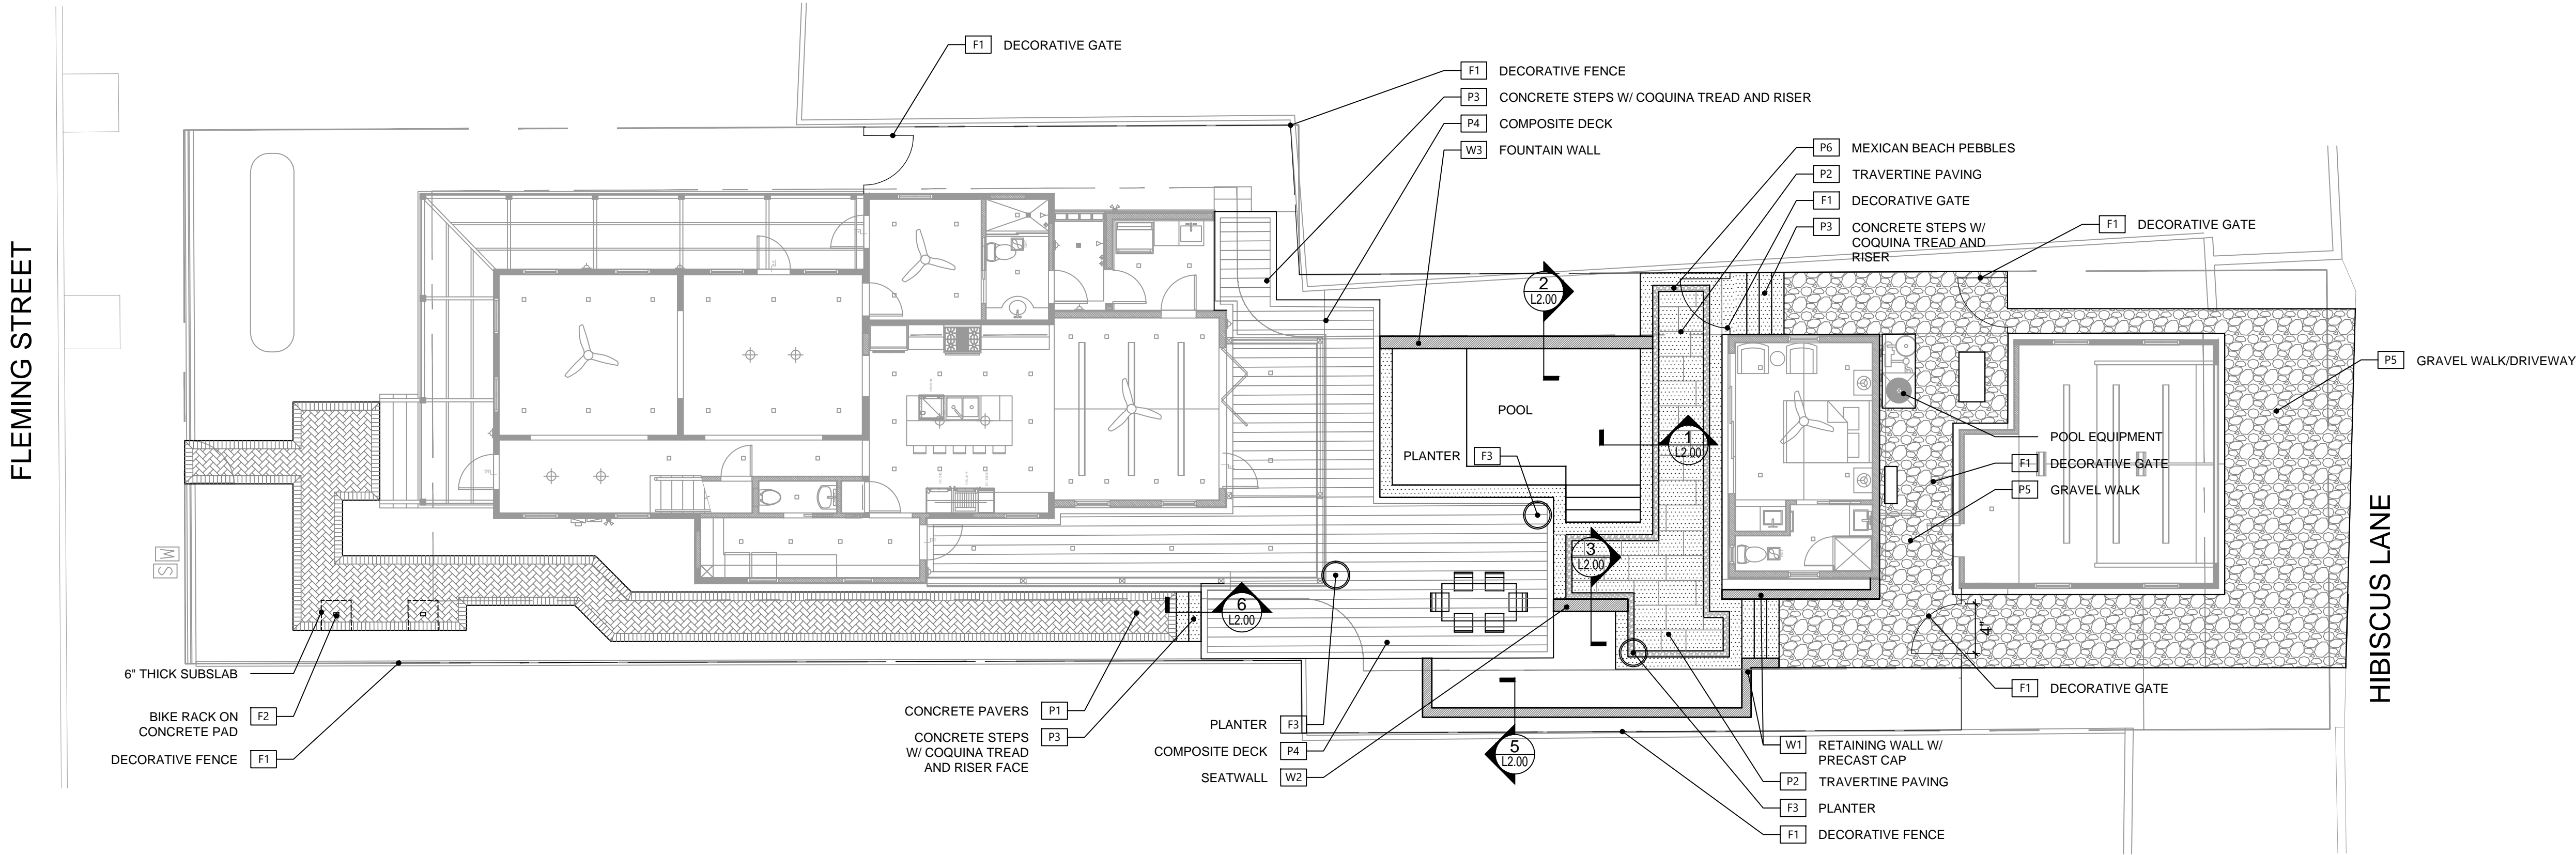 F1 DECORATIVE GATE
F1 DECORATIVE FENCE
P3 CONCRETE STEPS W/ COQUINA TREAD AND RISER
P4 COMPOSITE DECK
W3 FOUNTAIN WALL
P6 MEXICAN BEACH PEBBLES
P2 TRAVERTINE PAVING
F1 DECORATIVE GATE
P3 CONCRETE STEPS W/
COQUINA TREAD AND
RISER
F1 DECORATIVE GATE
FLEMING STREET
2
L2.00
P5 GRAVEL WALK/DRIVEWAY
POOL
1
L2.00
PLANTER F3
POOL EQUIPMENT
F1 DECORATIVE GATE
P5 GRAVEL WALK
HIBISCUS LANE
3
L2.00
W
S
6
L2.00
4"
6" THICK SUBSLAB
BIKE RACK ON F2
CONCRETE PAD
DECORATIVE FENCE F1
CONCRETE PAVERS P1
CONCRETE STEPS P3
W/ COQUINA TREAD
AND RISER FACE
PLANTER F3
COMPOSITE DECK P4
SEATWALL W2
5
L2.00
F1 DECORATIVE GATE
W1 RETAINING WALL W/
PRECAST CAP
P2 TRAVERTINE PAVING
F3 PLANTER
F1 DECORATIVE FENCE